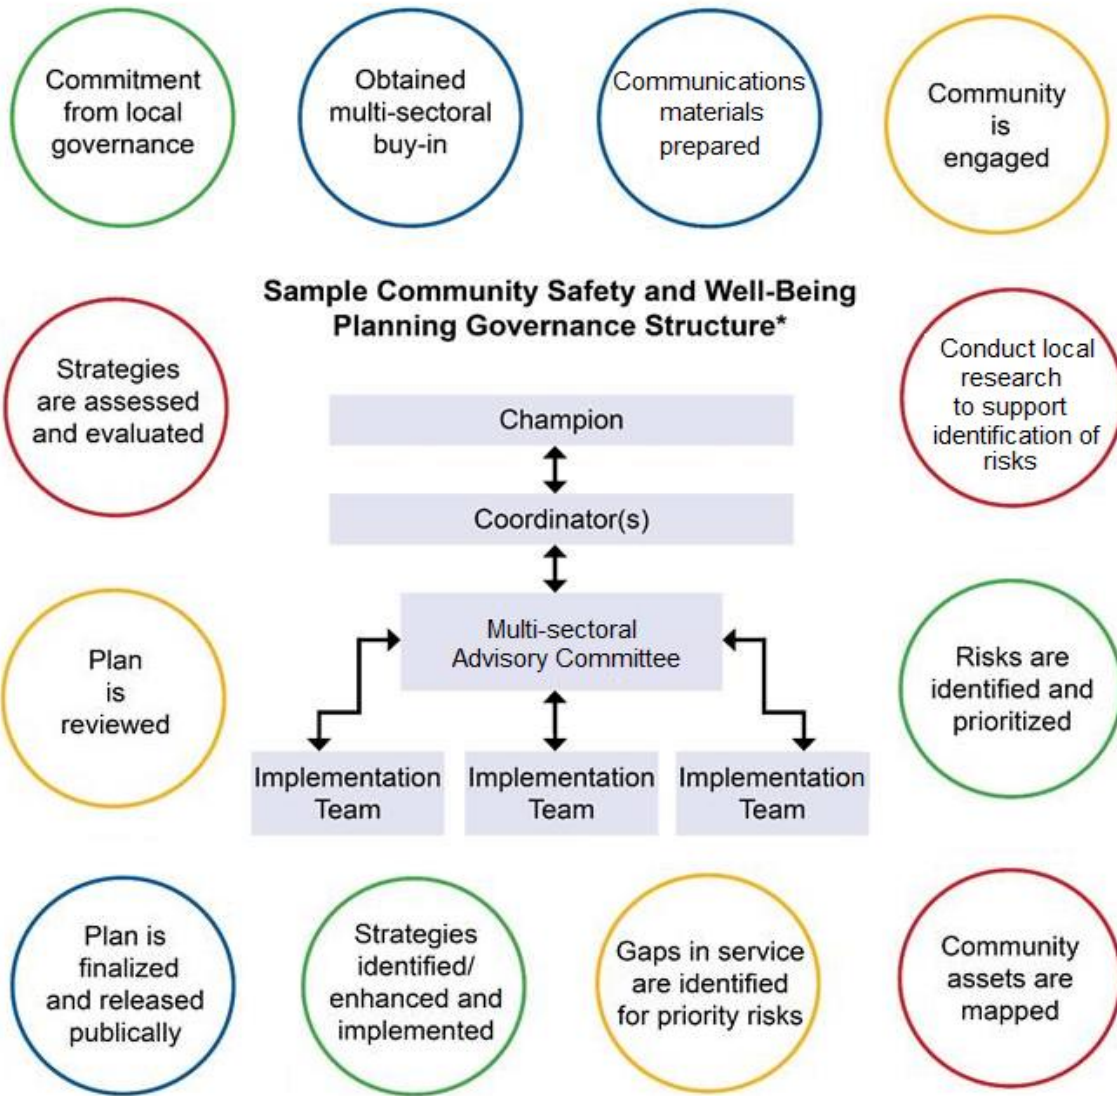 Commitment
from local
governance
Obtained
multi-sectoral
buy-in
Communications
materials
prepared
Community
is
engaged
Sample Community Safety and Well-Being
Planning Governance Structure*
Strategies
are assessed
and evaluated
Conduct local
research
to support
identification of
risks
Champion
Coordinator(s)
Multi-sectoral
Advisory Committee
Plan
is
reviewed
Risks are
identified and
prioritized
Implementation
Team
Implementation
Team
Implementation
Team
Plan is
finalized
and released
publically
Strategies
identified/
enhanced and
implemented
Gaps in service
are identified
for priority risks
Community
assets are
mapped